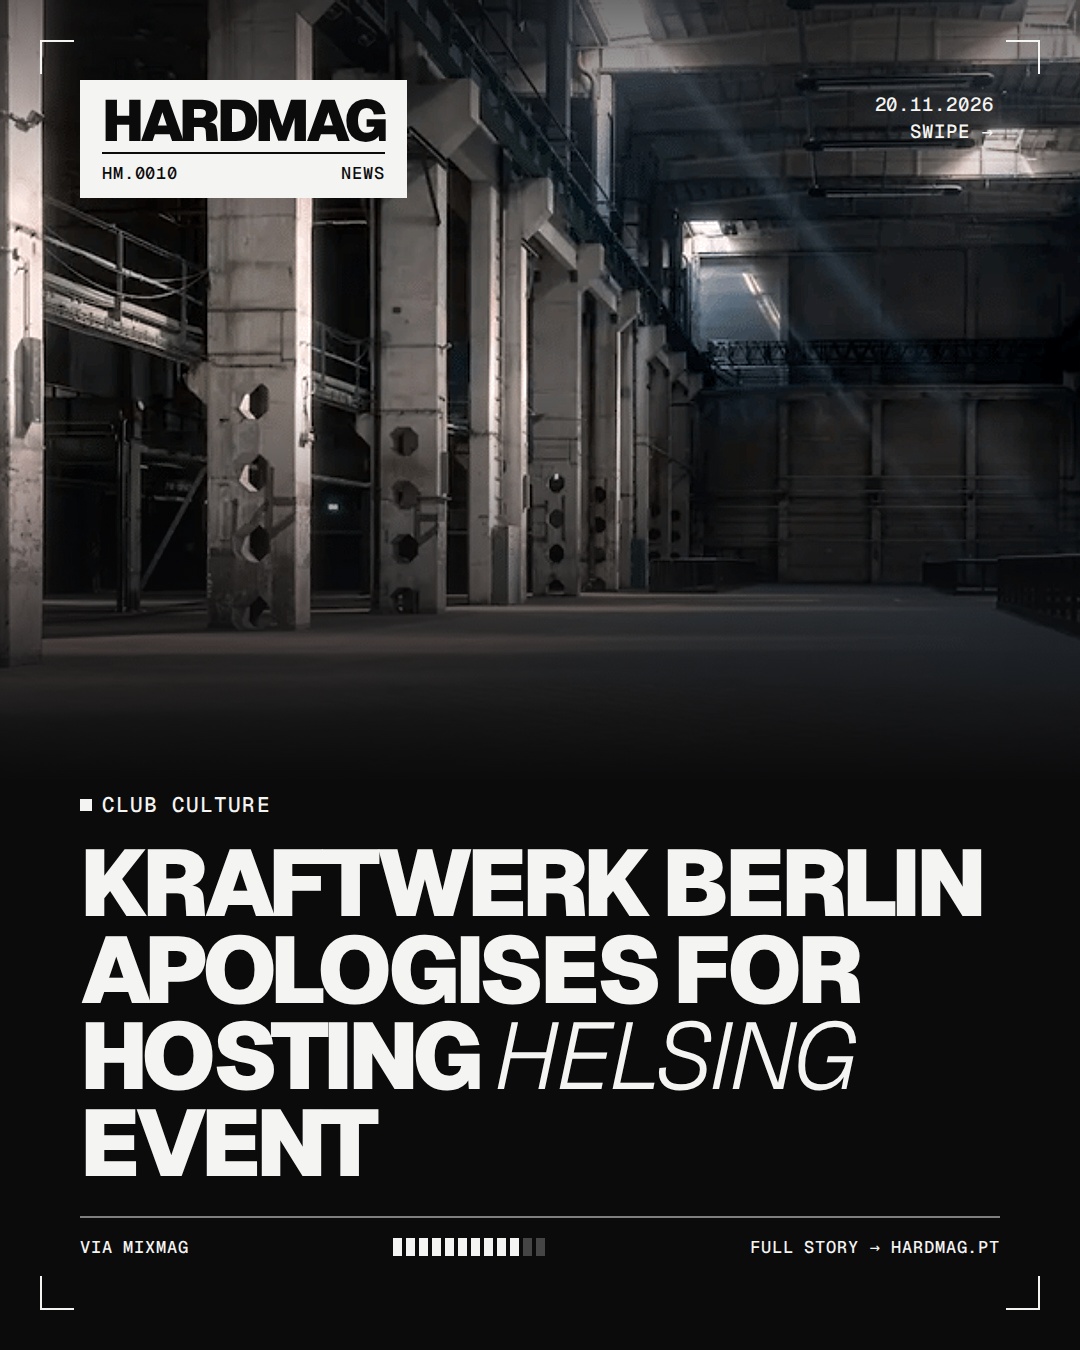 HARDMAG
HM.0010 NEWS
20.11.2026
SWIPE →
CLUB CULTURE
KRAFTWERK BERLIN
APOLOGISES FOR
HOSTING HELSING
EVENT
VIA MIXMAG
FULL STORY → HARDMAG.PT